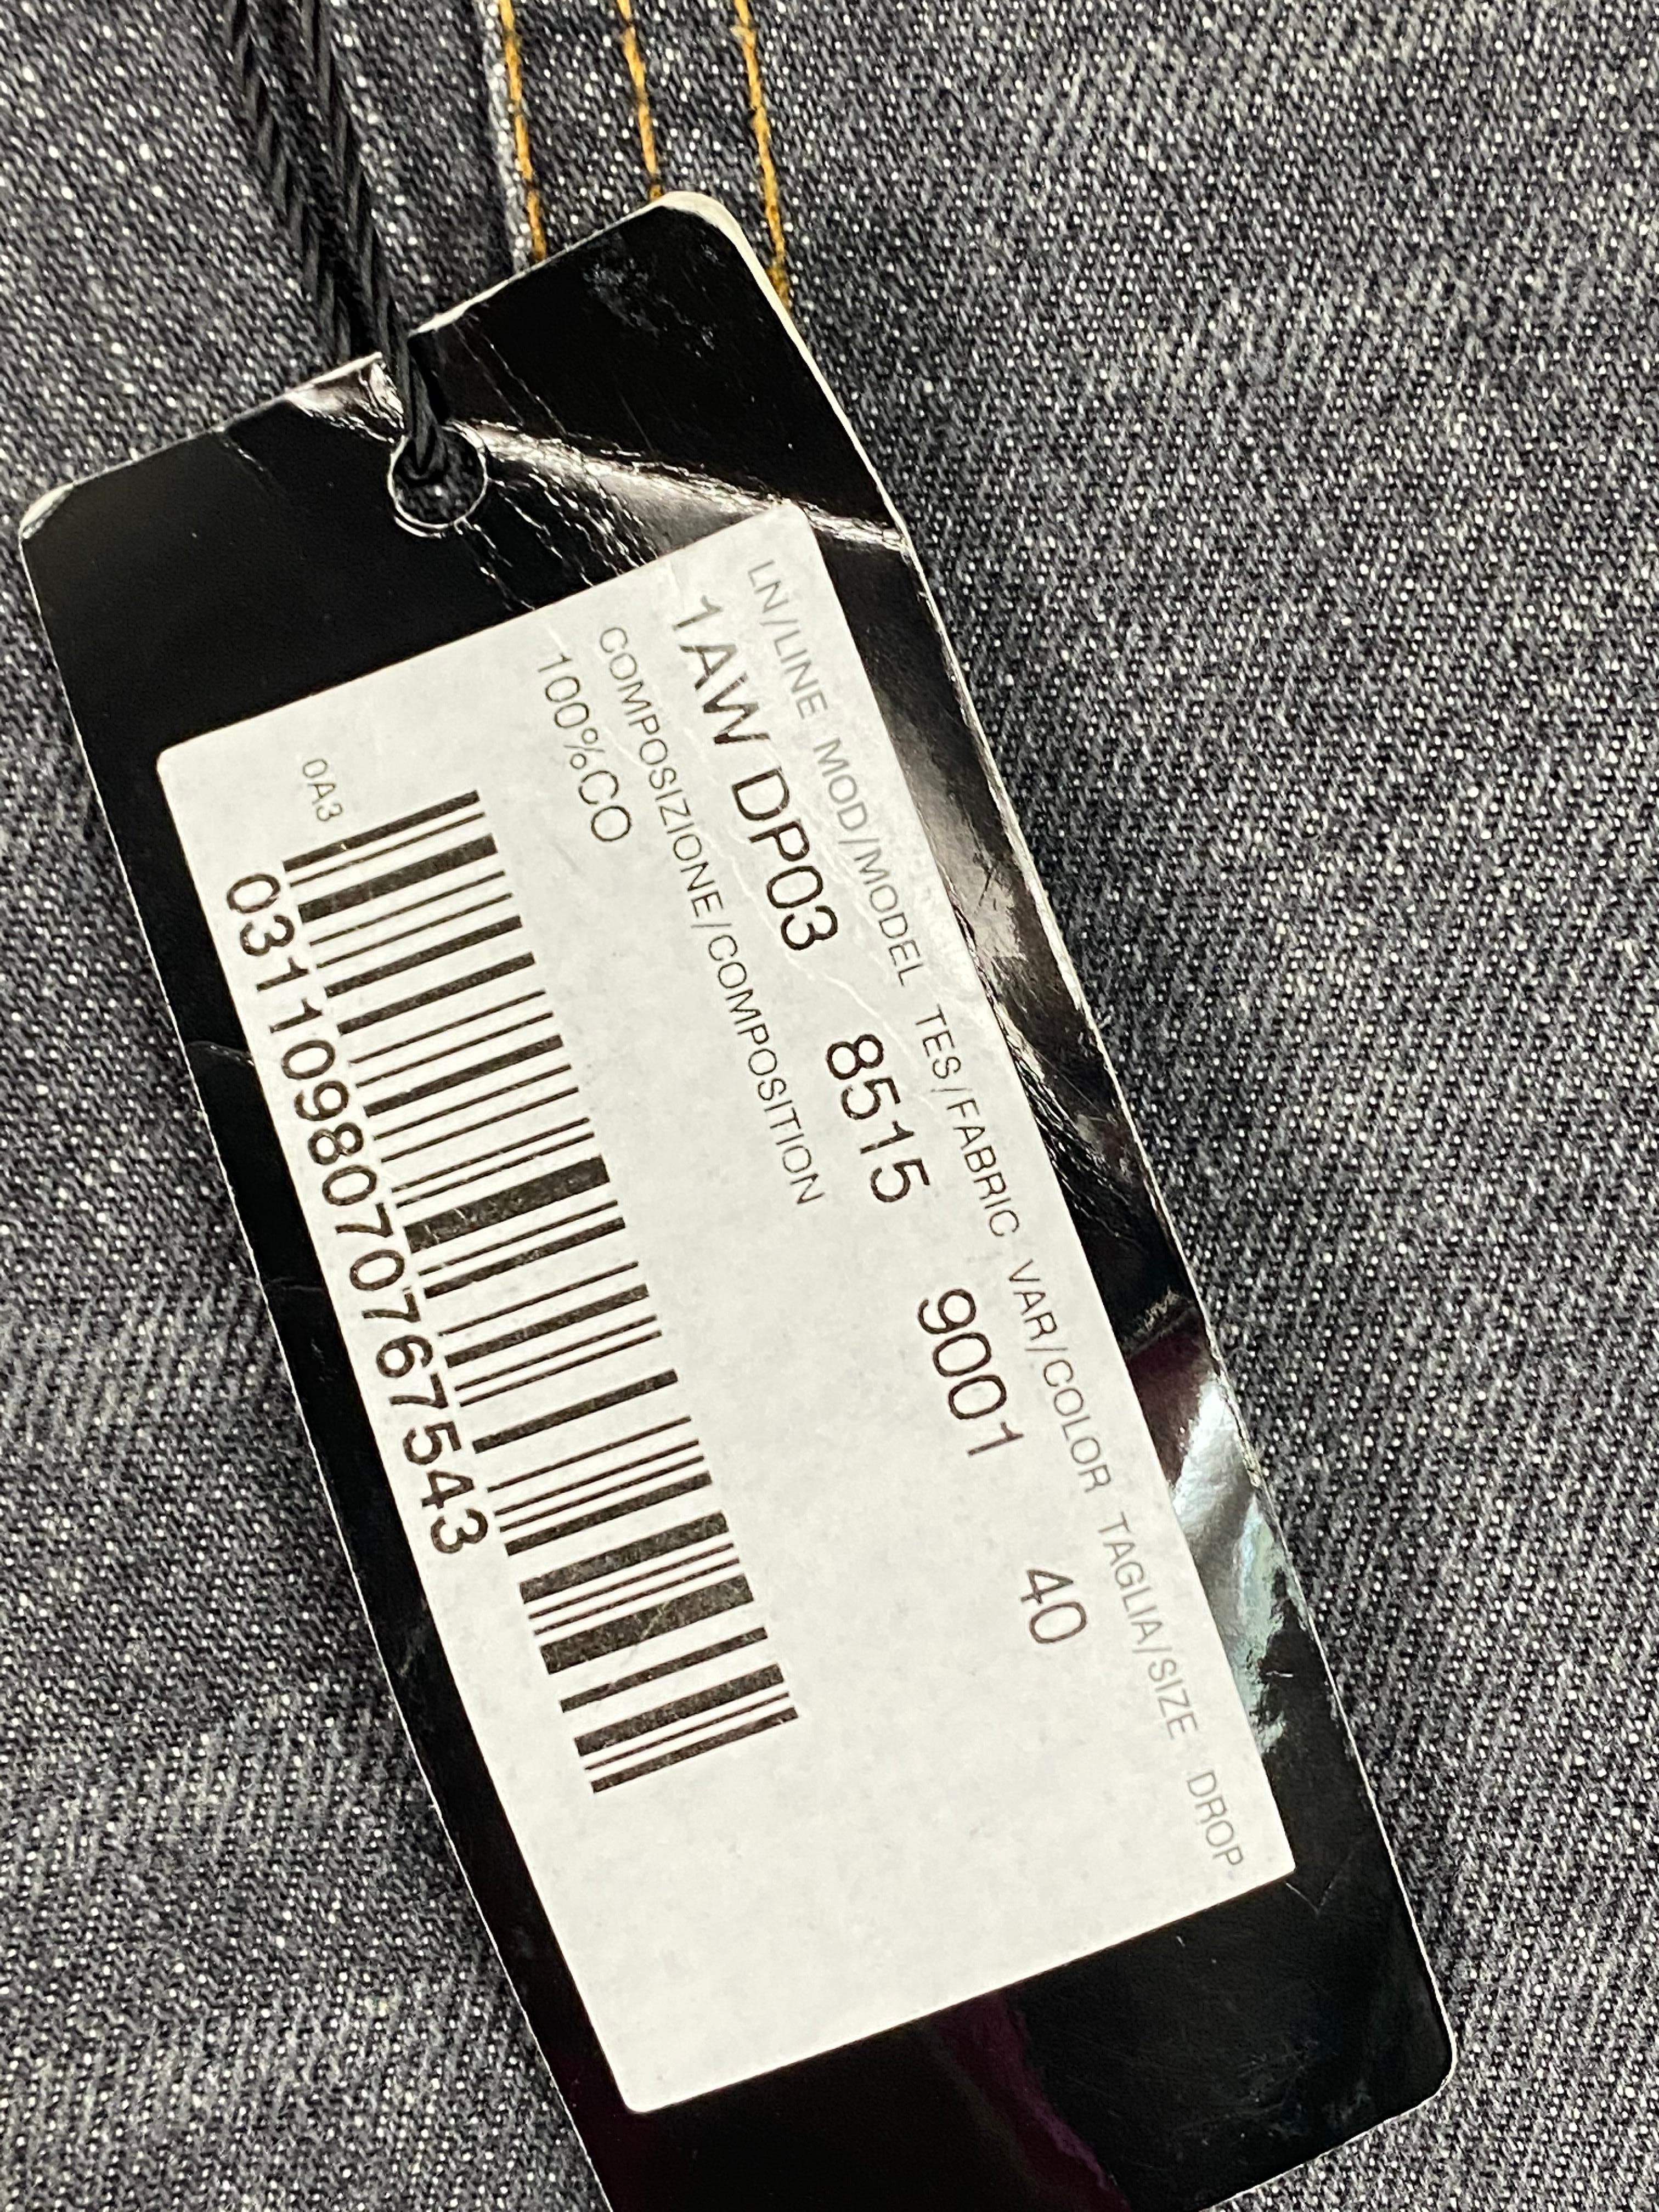 LN/LINE MOD/MODEL TES/FABRIC VAR/COLOR TAGLIA/SIZE DROP
1AW DP03 8515 9001 40
COMPOSIZIONE/COMPOSITION
100%CO
0A3
031109807076767543